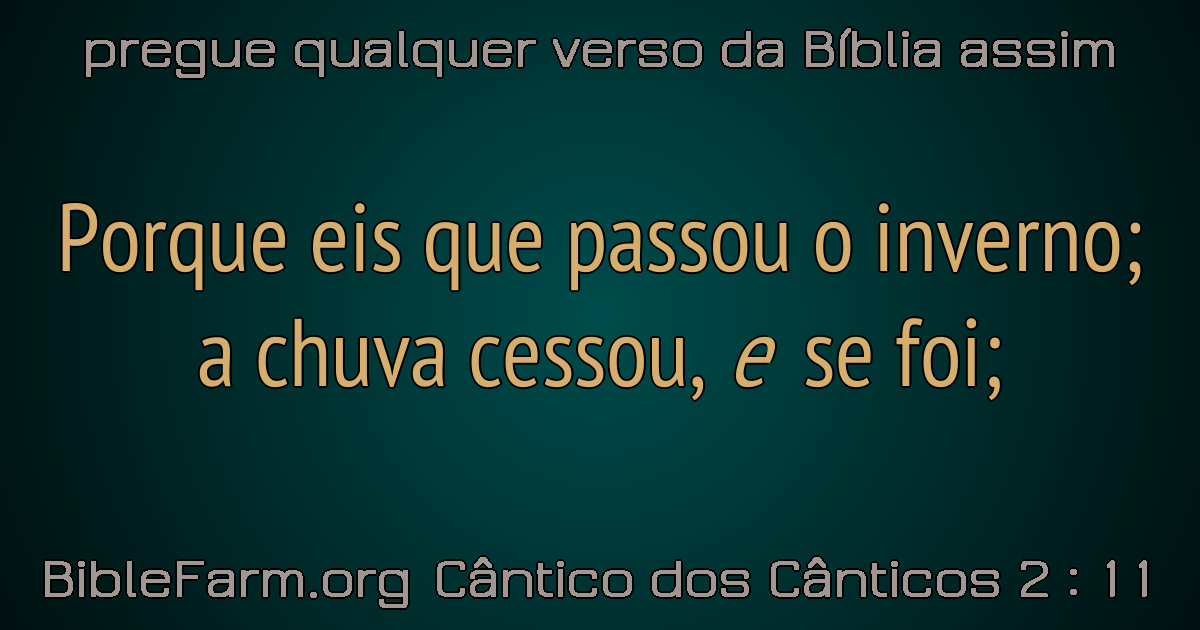 pregue qualquer verso da Bíblia assim
Porque eis que passou o inverno;
a chuva cessou, e se foi;
BibleFarm.org Cântico dos Cânticos 2 : 11